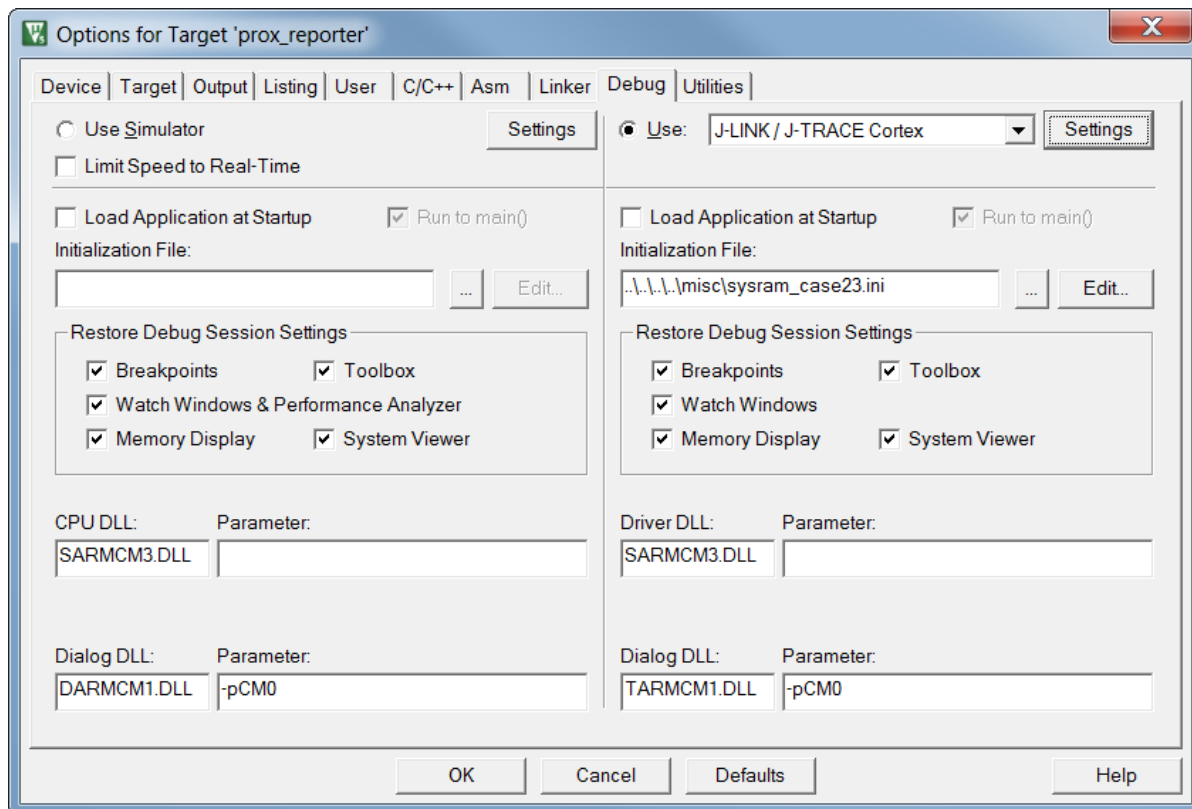 Options for Target 'prox_reporter'
Device Target Output Listing User C/C++ Asm Linker Debug Utilities
Use Simulator Settings
Limit Speed to Real-Time
Use: J-LINK / J-TRACE Cortex Settings
Load Application at Startup Run to main()
Initialization File:
... Edit...
Restore Debug Session Settings
Breakpoints Toolbox
Watch Windows & Performance Analyzer
Memory Display System Viewer
CPU DLL: Parameter:
SARMCM3.DLL
Dialog DLL: Parameter:
DARMCM1.DLL -pCM0
Load Application at Startup Run to main()
Initialization File:
..\..\..\..\misc\sysram_case23.ini ... Edit...
Restore Debug Session Settings
Breakpoints Toolbox
Watch Windows
Memory Display System Viewer
Driver DLL: Parameter:
SARMCM3.DLL
Dialog DLL: Parameter:
TARMCM1.DLL -pCM0
OK Cancel Defaults Help